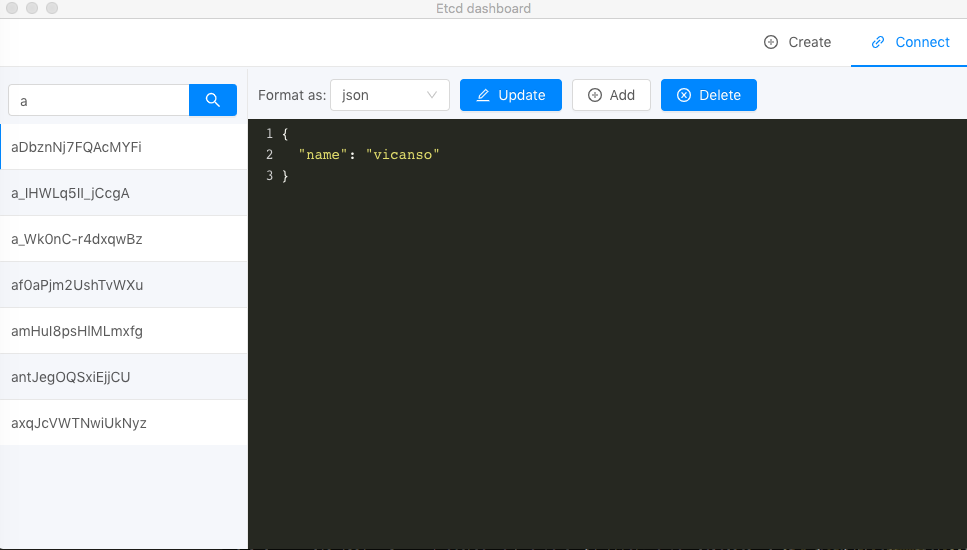 Etcd dashboard
Create Connect
a
Format as: json Update Add Delete
aDbznNj7FQAcMYFi
a_IHWLq5II_jCcgA
a_Wk0nC-r4dxqwBz
af0aPjm2UshTvWXu
amHuI8psHlMLmxfg
antJegOQSxiEjjCU
axqJcVWTNwiUkNyz
1 {
2 "name": "vicanso"
3 }